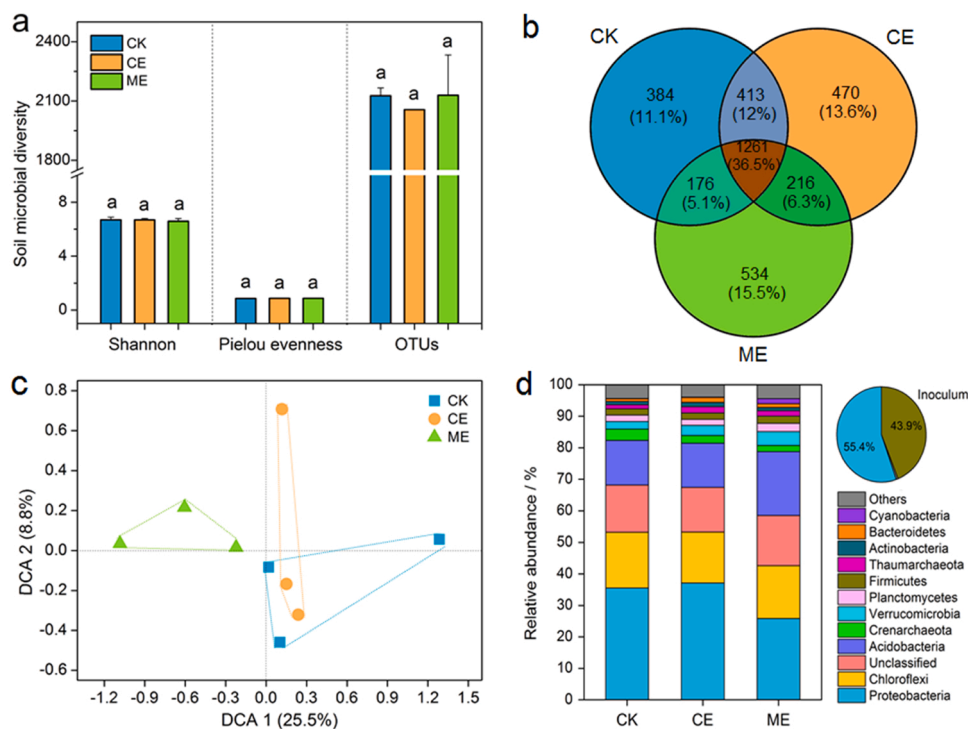 a
Soil microbial diversity
2400
2100
1800
8
4
0
CK
CE
ME
a a a
a a a
a a a
Shannon Pielou evenness OTUs
b
CK
CE
384
(11.1%)
413
(12%)
470
(13.6%)
1261
(36.5%)
176
(5.1%)
216
(6.3%)
534
(15.5%)
ME
c
DCA 2 (8.8%)
0.8
0.6
0.4
0.2
0.0
-0.2
-0.4
-0.6
CK
CE
ME
-1.2 -0.9 -0.6 -0.3 0.0 0.3 0.6 0.9 1.2 1.5
DCA 1 (25.5%)
d
Relative abundance / %
100
90
80
70
60
50
40
30
20
10
0
CK CE ME
Inoculum
43.9%
55.4%
Others
Cyanobacteria
Bacteroidetes
Actinobacteria
Thaumarchaeota
Firmicutes
Planctomycetes
Verrucomicrobia
Crenarchaeota
Acidobacteria
Unclassified
Chloroflexi
Proteobacteria